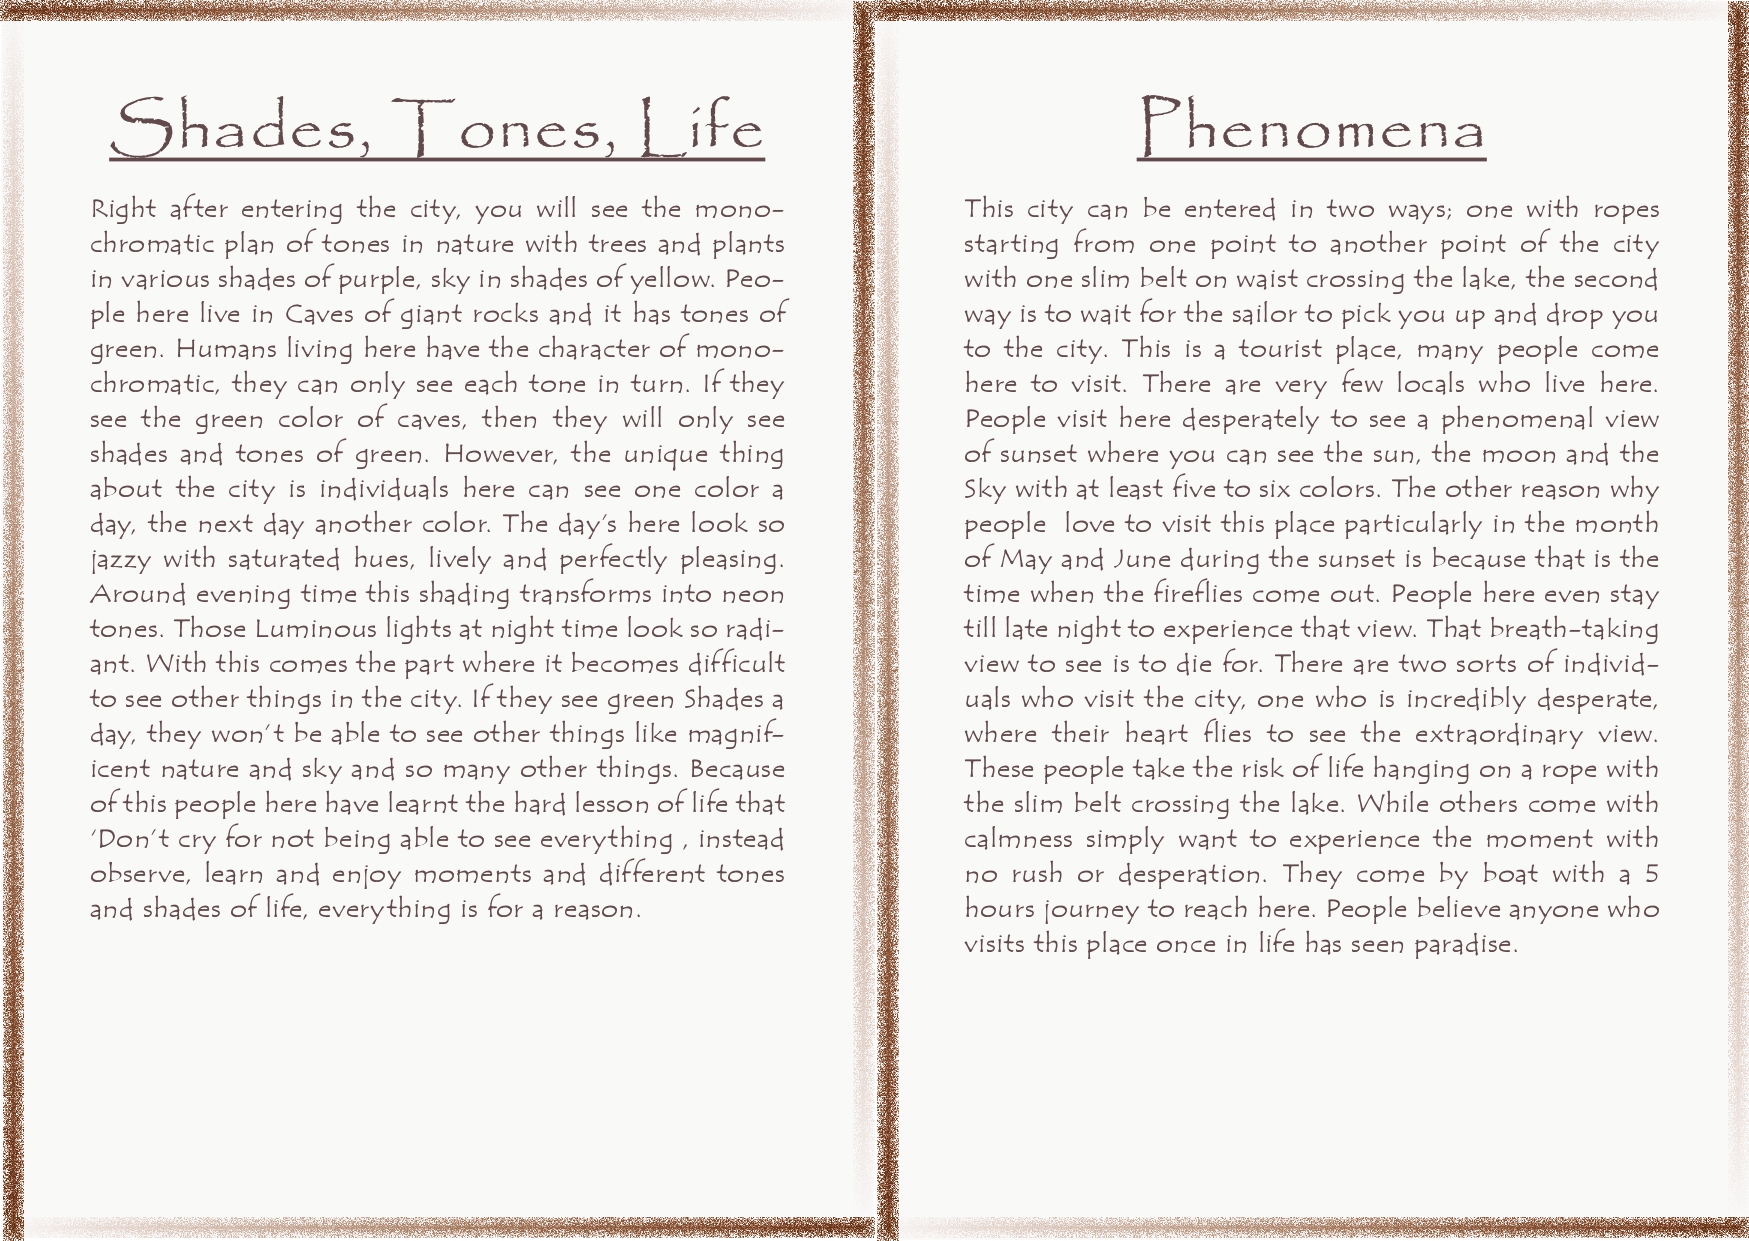 Shades, Tones, Life
Right after entering the city, you will see the mono-
chromatic plan of tones in nature with trees and plants
in various shades of purple, sky in shades of yellow. Peo-
ple here live in Caves of giant rocks and it has tones of
green. Humans living here have the character of mono-
chromatic, they can only see each tone in turn. If they
see the green color of caves, then they will only see
shades and tones of green. However, the unique thing
about the city is individuals here can see one color a
day, the next day another color. The day's here look so
jazzy with saturated hues, lively and perfectly pleasing.
Around evening time this shading transforms into neon
tones. Those Luminous lights at night time look so radi-
ant. With this comes the part where it becomes difficult
to see other things in the city. If they see green Shades a
day, they won't be able to see other things like magnif-
icent nature and sky and so many other things. Because
of this people here have learnt the hard lesson of life that
'Don't cry for not being able to see everything , instead
observe, learn and enjoy moments and different tones
and shades of life, everything is for a reason.
Phenomena
This city can be entered in two ways; one with ropes
starting from one point to another point of the city
with one slim belt on waist crossing the lake, the second
way is to wait for the sailor to pick you up and drop you
to the city. This is a tourist place, many people come
here to visit. There are very few locals who live here.
People visit here desperately to see a phenomenal view
of sunset where you can see the sun, the moon and the
Sky with at least five to six colors. The other reason why
people  love to visit this place particularly in the month
of May and June during the sunset is because that is the
time when the fireflies come out. People here even stay
till late night to experience that view. That breath-taking
view to see is to die for. There are two sorts of individ-
uals who visit the city, one who is incredibly desperate,
where their heart flies to see the extraordinary view.
These people take the risk of life hanging on a rope with
the slim belt crossing the lake. While others come with
calmness simply want to experience the moment with
no rush or desperation. They come by boat with a 5
hours journey to reach here. People believe anyone who
visits this place once in life has seen paradise.